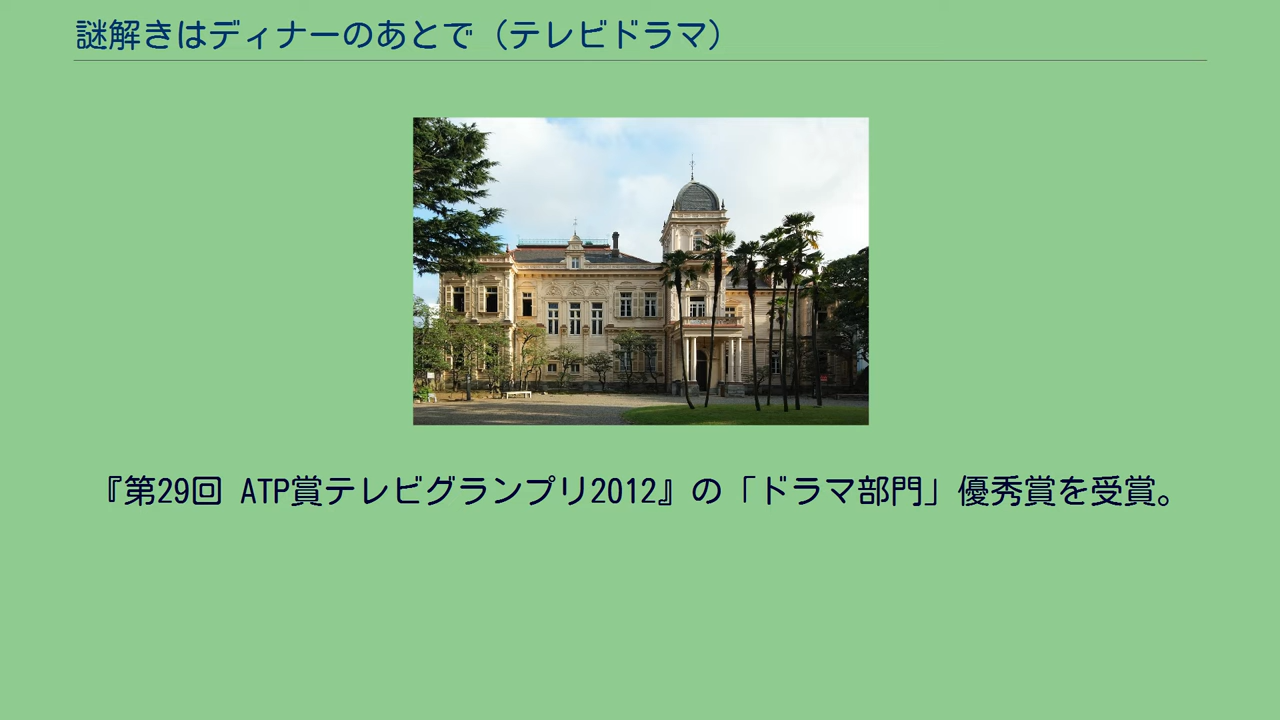 謎解きはディナーのあとで（テレビドラマ）
『第29回 ATP賞テレビグランプリ2012』の「ドラマ部門」優秀賞を受賞。